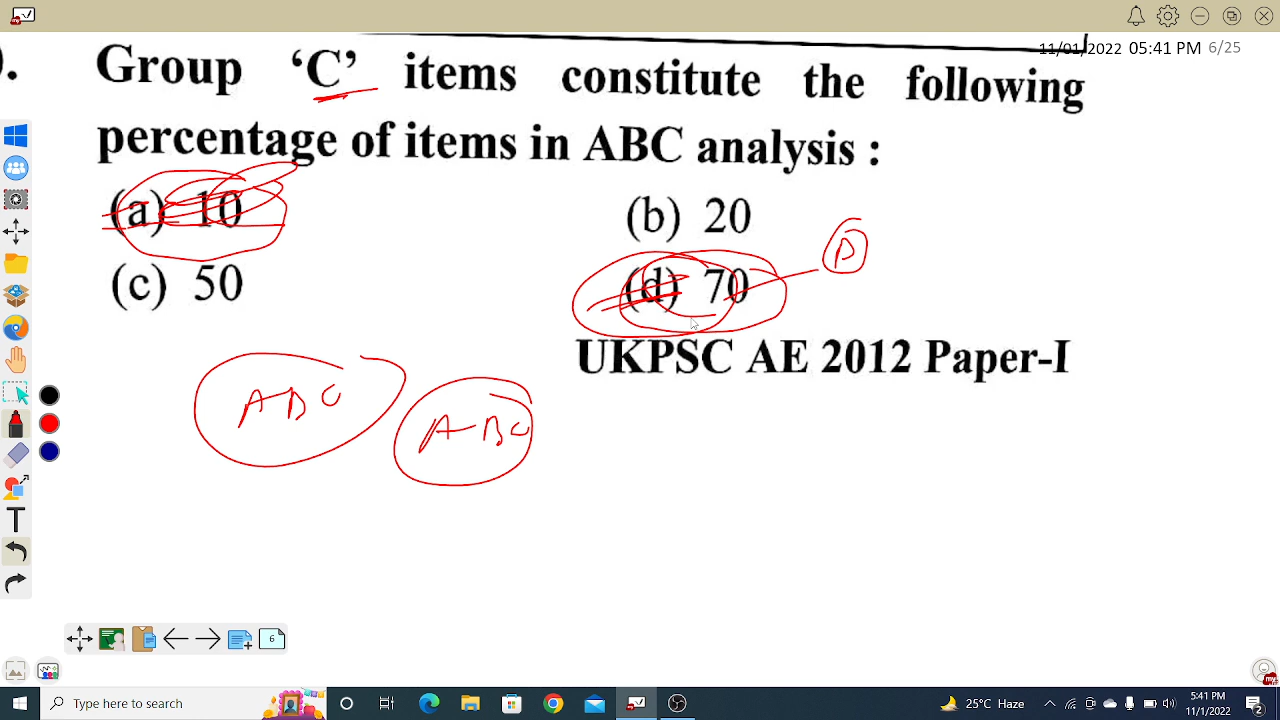 11/01/2022 05:41 PM 6/25
). Group ‘C’ items constitute the following
percentage of items in ABC analysis :
(a) 10 (b) 20
(c) 50 (d) 70
UKPSC AE 2012 Paper-I
ABC
ABC
T
6
Type here to search
25°C Haze
5:41 PM
11/1/2022
2